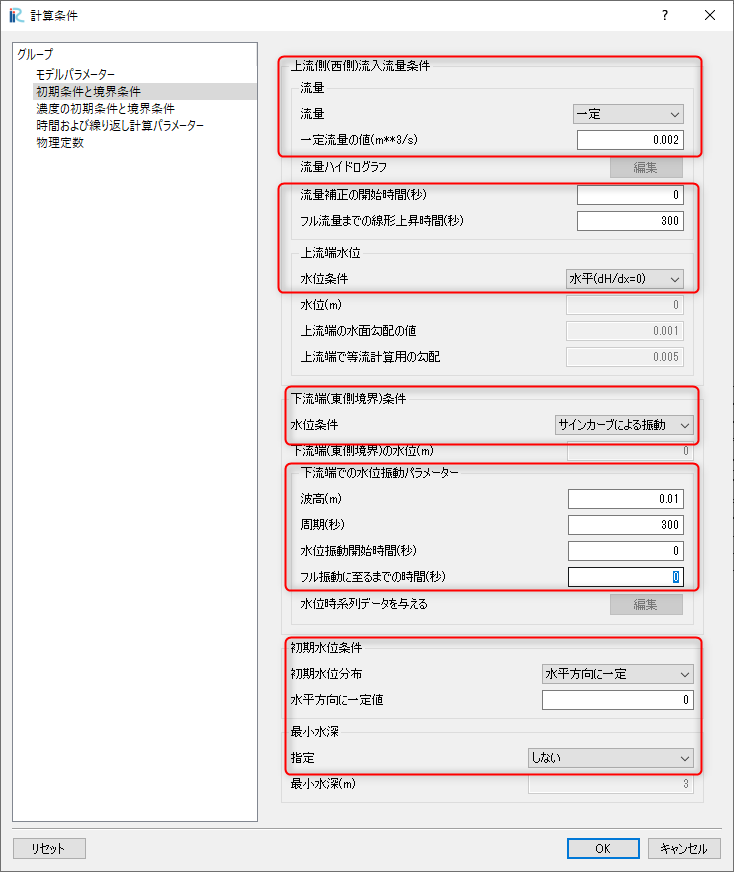 計算条件
グループ
モデルパラメーター
初期条件と境界条件
濃度の初期条件と境界条件
時間および繰り返し計算パラメーター
物理定数
上流側(西側)流入流量条件
流量
流量 一定
一定流量の値(m**3/s) 0.002
流量ハイドログラフ 編集
流量補正の開始時間(秒) 0
フル流量までの線形上昇時間(秒) 300
上流端水位
水位条件 水平(dH/dx=0)
水位(m) 0
上流端の水面勾配の値 0.001
上流端で等流計算用の勾配 0.005
下流端(東側境界)条件
水位条件 サインカーブによる振動
下流端(東側境界)の水位(m) 0
下流端での水位振動パラメーター
波高(m) 0.01
周期(秒) 300
水位振動開始時間(秒) 0
フル振動に至るまでの時間(秒) 0
水位時系列データを与える 編集
初期水位条件
初期水位分布 水平方向に一定
水平方向に一定値 0
最小水深
指定 しない
最小水深(m) 3
リセット OK キャンセル